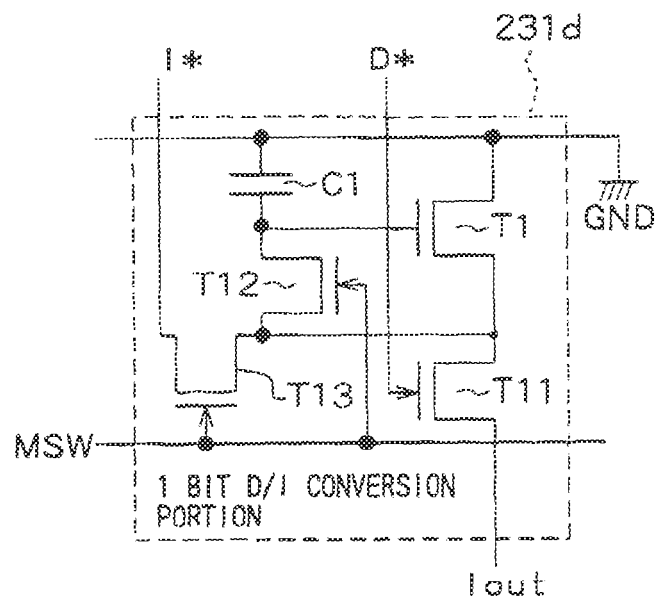 231d
I* D*
C1
T1
GND
T12
T13
T11
MSW
1 BIT D/I CONVERSION
PORTION
Iout